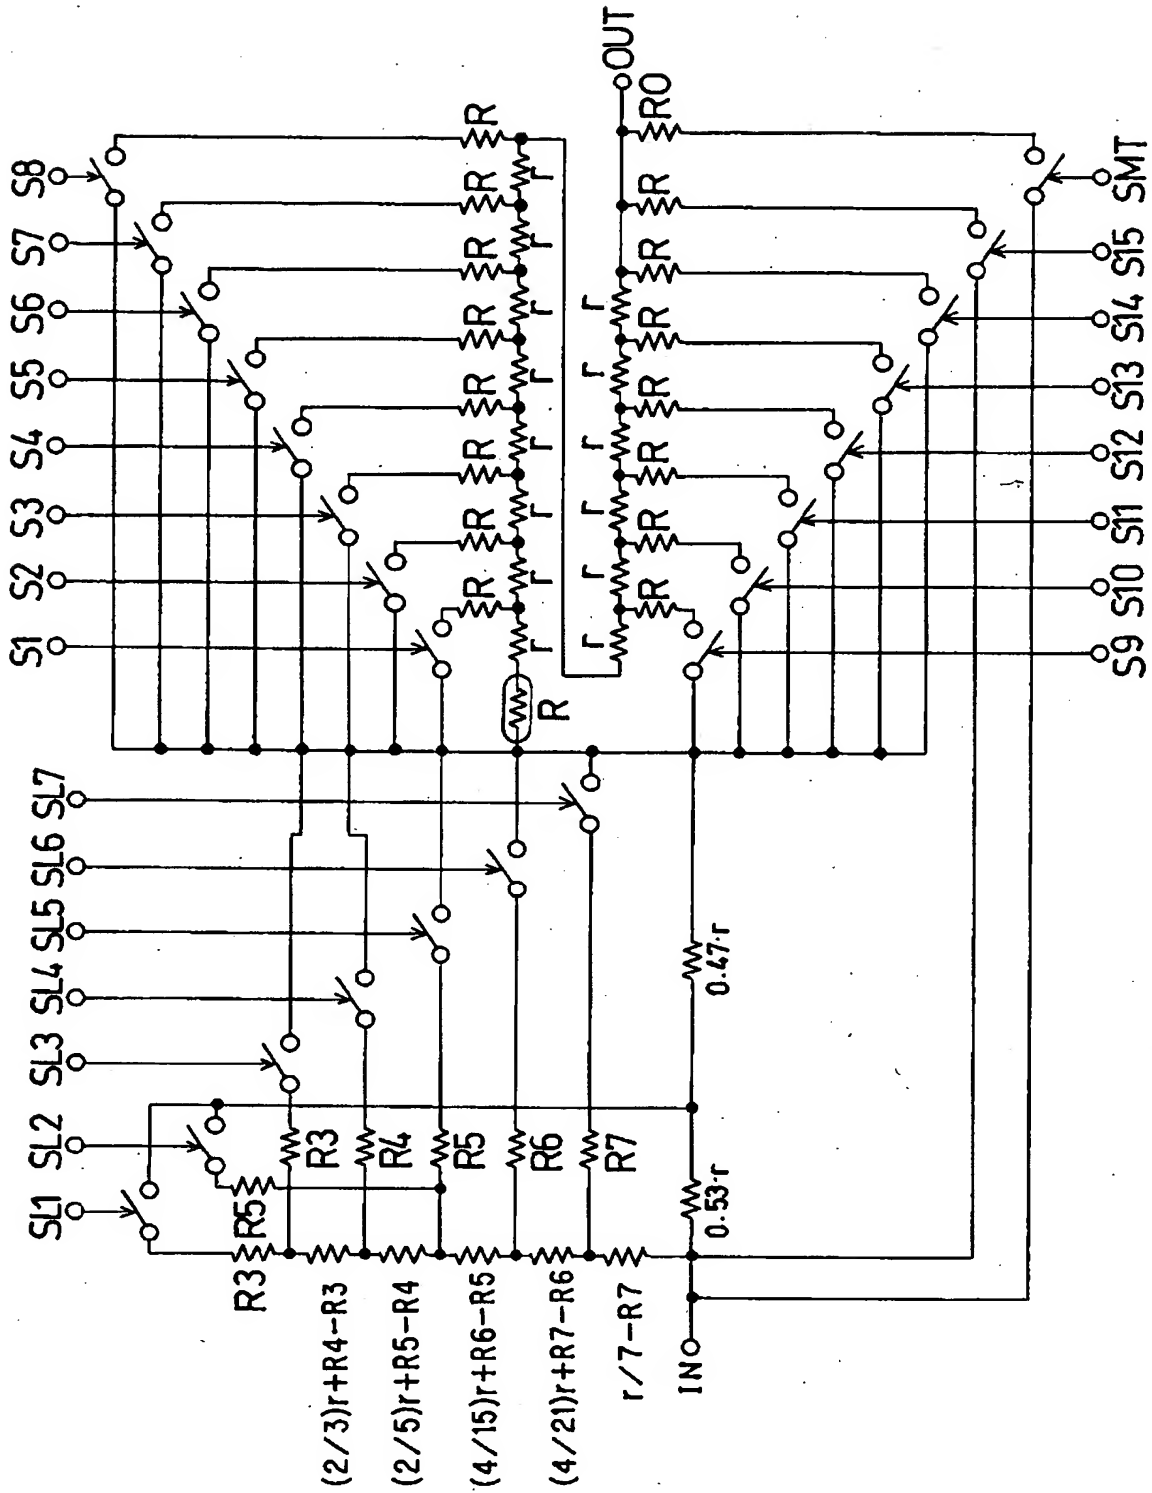 SL1 SL2 SL3 SL4 SL5 SL6 SL7 S1 S2 S3 S4 S5 S6 S7 S8
R R R R R R R R
R
r r r r r r r r
OUT
r r r r r r
R R R R R R R RO
R3 R5
R3 R4 R5 R6 R7
(2/3)r+R4-R3
(2/5)r+R5-R4
(4/15)r+R6-R5
(4/21)r+R7-R6
r/7-R7
0.53·r 0.47·r
IN
S9 S10 S11 S12 S13 S14 S15 SMT